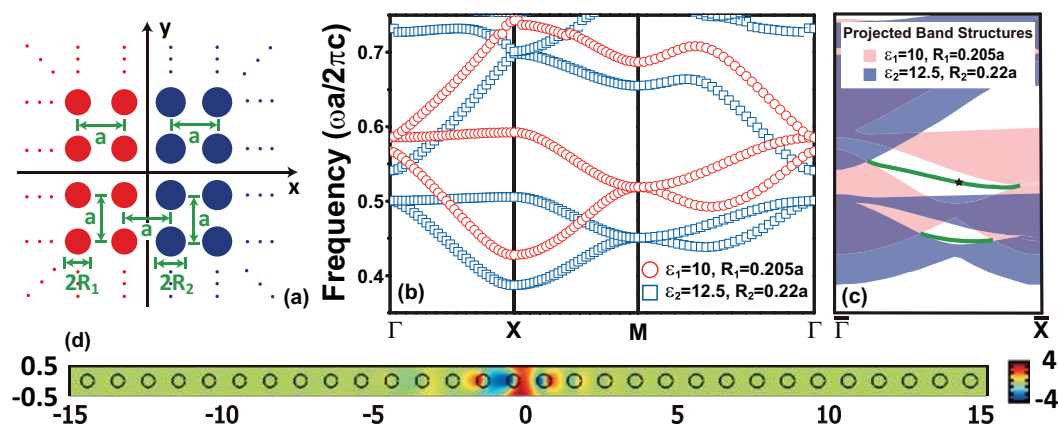 y
x
a
a
a
a
a
2R₁
2R₂
(a)
Frequency (ωa/2πc)
0.7
0.6
0.5
0.4
(b)
ε₁=10, R₁=0.205a
ε₂=12.5, R₂=0.22a
Γ X M Γ
Projected Band Structures
ε₁=10, R₁=0.205a
ε₂=12.5, R₂=0.22a
(c)
Γ̅ X̅
(d)
0.5
-0.5
-15 -10 -5 0 5 10 15
4
-4